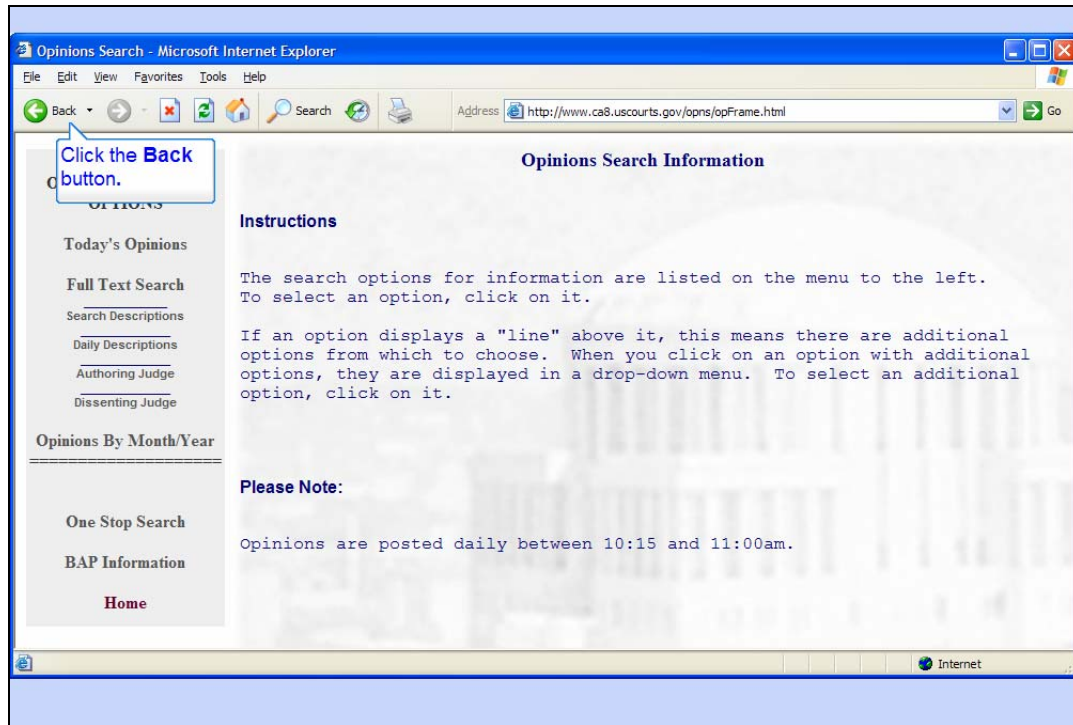 Opinions Search - Microsoft Internet Explorer
File Edit View Favorites Tools Help
Back Search Address http://www.ca8.uscourts.gov/opns/opFrame.html Go
Click the Back
button.
OPTIONS
Today's Opinions
Full Text Search
Search Descriptions
Daily Descriptions
Authoring Judge
Dissenting Judge
Opinions By Month/Year
====================
One Stop Search
BAP Information
Home
Opinions Search Information
Instructions
The search options for information are listed on the menu to the left.
To select an option, click on it.
If an option displays a "line" above it, this means there are additional
options from which to choose. When you click on an option with additional
options, they are displayed in a drop-down menu. To select an additional
option, click on it.
Please Note:
Opinions are posted daily between 10:15 and 11:00am.
Internet